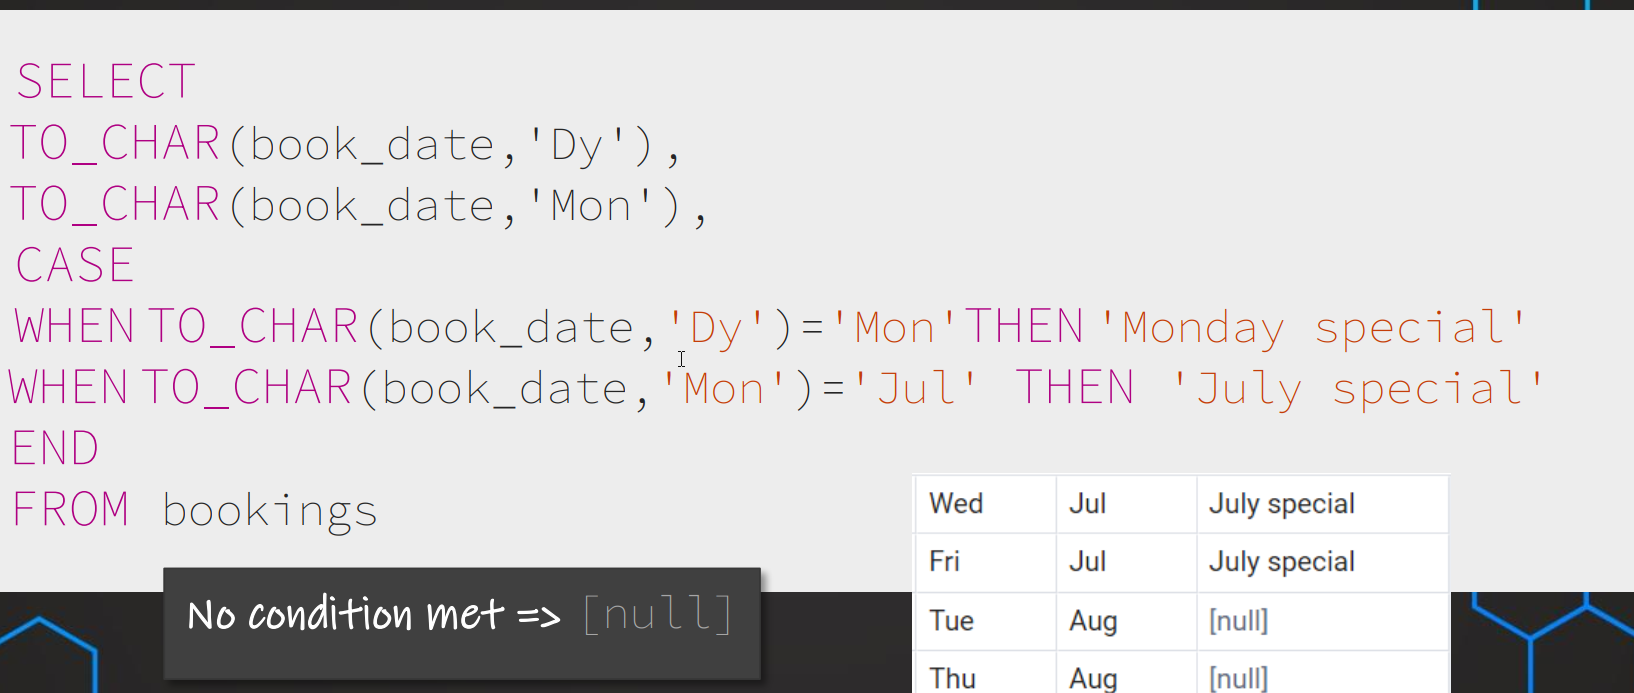 SELECT
TO_CHAR(book_date,'Dy'),
TO_CHAR(book_date,'Mon'),
CASE
WHEN TO_CHAR(book_date,'Dy')='Mon' THEN 'Monday special'
WHEN TO_CHAR(book_date,'Mon')='Jul' THEN 'July special'
END
FROM bookings
No condition met => [null]
Wed Jul July special
Fri Jul July special
Tue Aug [null]
Thu Aug [null]